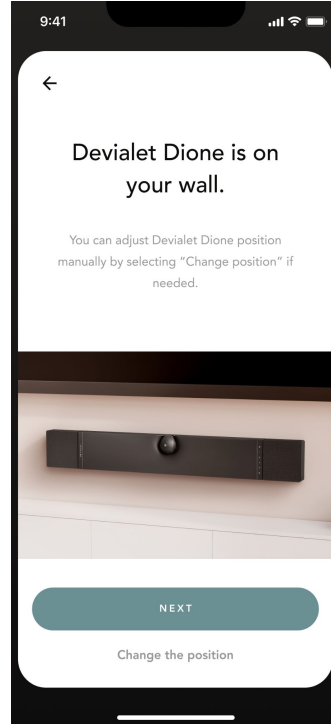 9:41
Devialet Dione is on
your wall.
You can adjust Devialet Dione position
manually by selecting “Change position” if
needed.
NEXT
Change the position